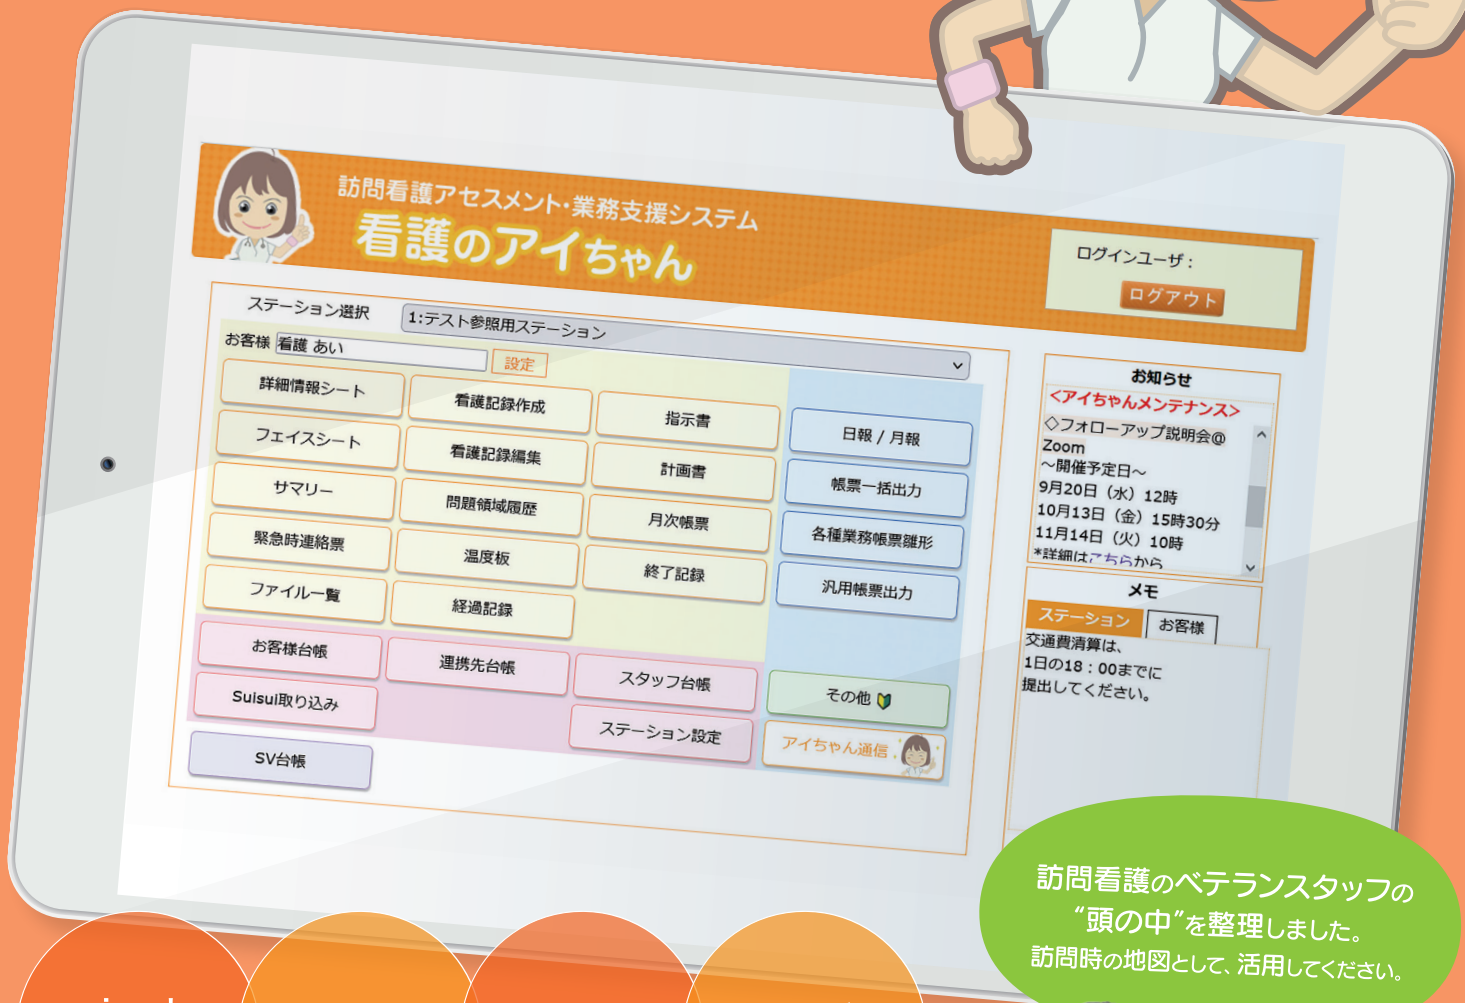 訪問看護アセスメント・業務支援システム
看護のアイちゃん
ログインユーザ：
ログアウト
ステーション選択
1:テスト参照用ステーション
お客様
看護 あい
設定
詳細情報シート
看護記録作成
指示書
日報 / 月報
フェイスシート
看護記録編集
計画書
帳票一括出力
サマリー
問題領域履歴
月次帳票
各種業務帳票雛形
緊急時連絡票
温度板
終了記録
汎用帳票出力
ファイル一覧
経過記録
お客様台帳
連携先台帳
スタッフ台帳
その他
Suisui取り込み
ステーション設定
アイちゃん通信
SV台帳
お知らせ
<アイちゃんメンテナンス>
◇フォローアップ説明会@
Zoom
～開催予定日～
9月20日（水）12時
10月13日（金）15時30分
11月14日（火）10時
*詳細はこちらから
メモ
ステーション
お客様
交通費清算は、
1日の18：00までに
提出してください。
訪問看護のベテランスタッフの
“頭の中”を整理しました。
訪問時の地図として、活用してください。